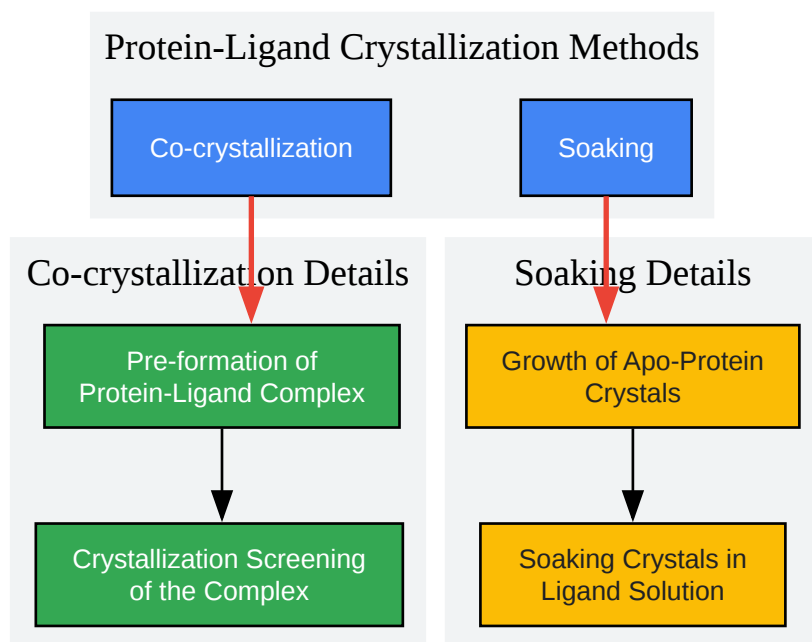 Protein-Ligand Crystallization Methods
Co-crystallization
Soaking
Co-crystallization Details
Pre-formation of
Protein-Ligand Complex
Crystallization Screening
of the Complex
Soaking Details
Growth of Apo-Protein
Crystals
Soaking Crystals in
Ligand Solution